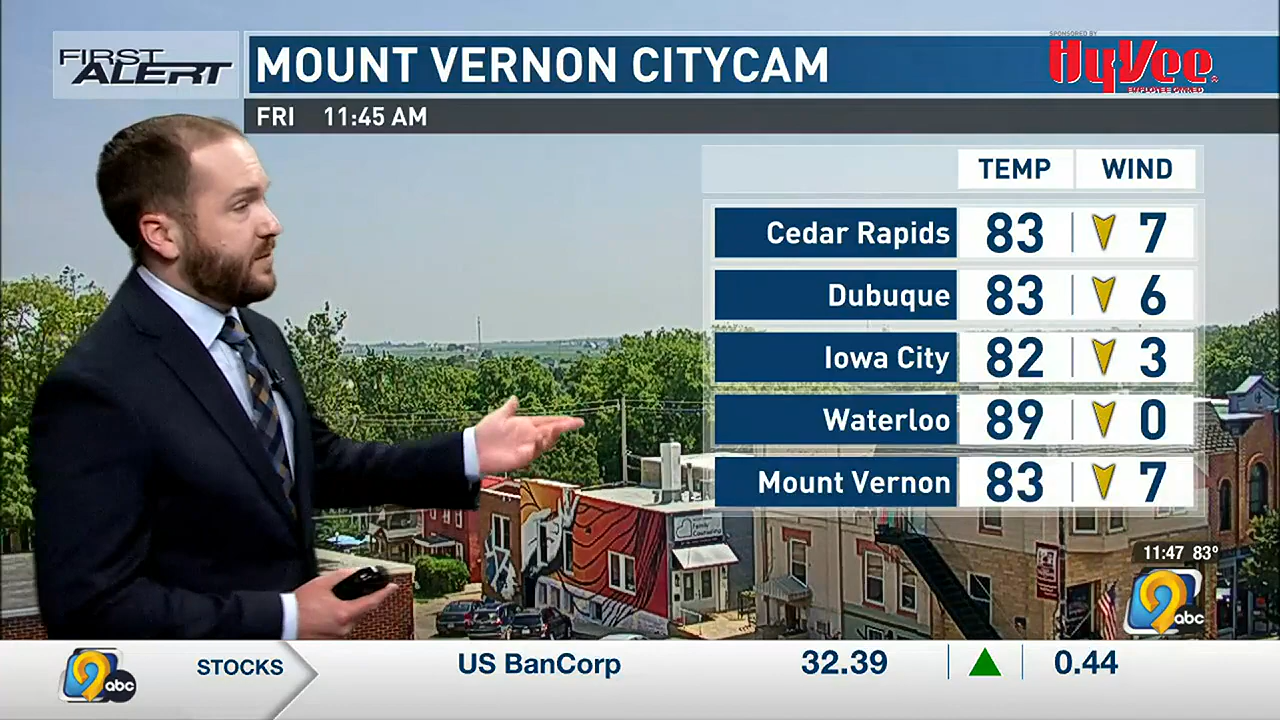 FIRST ALERT
MOUNT VERNON CITYCAM
SPONSORED BY
HyVee
EMPLOYEE OWNED
FRI 11:45 AM
TEMP WIND
Cedar Rapids 83 7
Dubuque 83 6
Iowa City 82 3
Waterloo 89 0
Mount Vernon 83 7
Family Counseling
11:47 83°
9 abc
9 abc STOCKS US BanCorp 32.39 0.44